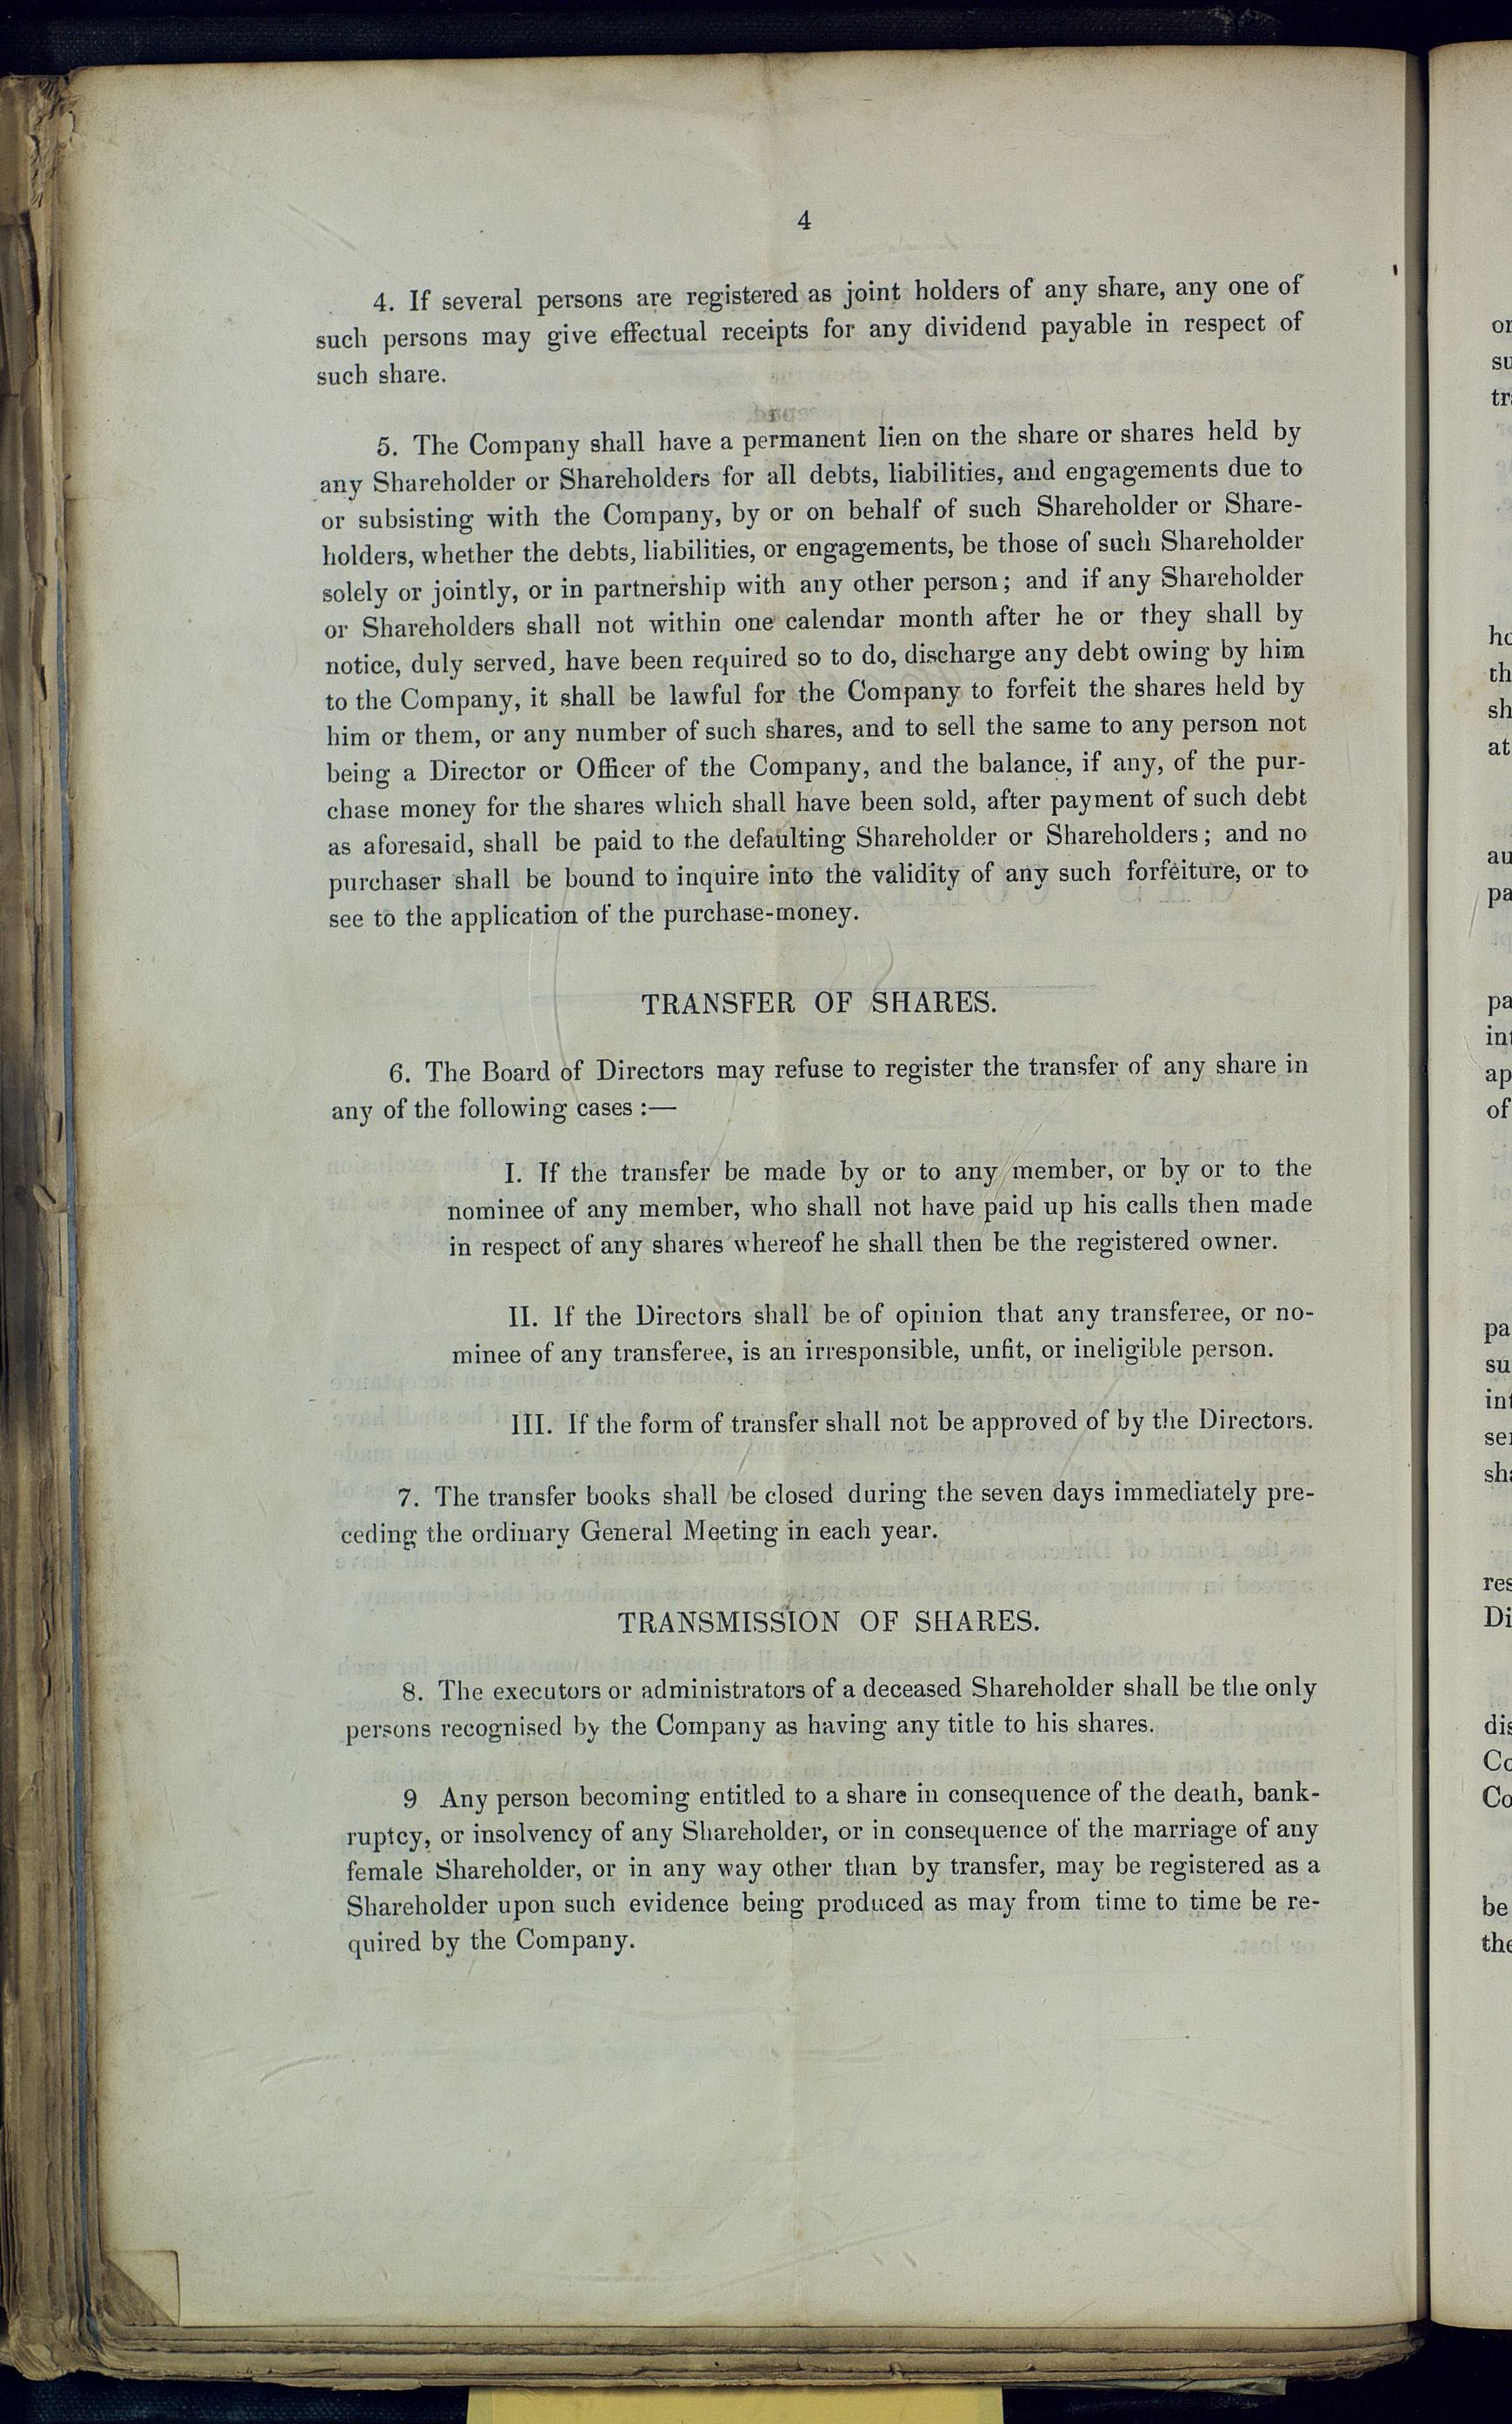 4
4. If several persons are registered as joint holders of any share, any one of
such persons may give effectual receipts for any dividend payable in respect of
such share.
5. The Company shall have a permanent lien on the share or shares held by
any Shareholder or Shareholders for all debts, liabilities, and engagements due to
or subsisting with the Company, by or on behalf of such Shareholder or Share-
holders, whether the debts, liabilities, or engagements, be those of such Shareholder
solely or jointly, or in partnership with any other person; and if any Shareholder
or Shareholders shall not within one calendar month after he or they shall by
notice, duly served, have been required so to do, discharge any debt owing by him
to the Company, it shall be lawful for the Company to forfeit the shares held by
him or them, or any number of such shares, and to sell the same to any person not
being a Director or Officer of the Company, and the balance, if any, of the pur-
chase money for the shares which shall have been sold, after payment of such debt
as aforesaid, shall be paid to the defaulting Shareholder or Shareholders; and no
purchaser shall be bound to inquire into the validity of any such forfeiture, or to
see to the application of the purchase-money.
TRANSFER OF SHARES.
6. The Board of Directors may refuse to register the transfer of any share in
any of the following cases :—
I. If the transfer be made by or to any member, or by or to the
nominee of any member, who shall not have paid up his calls then made
in respect of any shares whereof he shall then be the registered owner.
II. If the Directors shall be of opinion that any transferee, or no-
minee of any transferee, is an irresponsible, unfit, or ineligible person.
III. If the form of transfer shall not be approved of by the Directors.
7. The transfer books shall be closed during the seven days immediately pre-
ceding the ordinary General Meeting in each year.
TRANSMISSION OF SHARES.
8. The executors or administrators of a deceased Shareholder shall be the only
persons recognised by the Company as having any title to his shares.
9 Any person becoming entitled to a share in consequence of the death, bank-
ruptcy, or insolvency of any Shareholder, or in consequence of the marriage of any
female Shareholder, or in any way other than by transfer, may be registered as a
Shareholder upon such evidence being produced as may from time to time be re-
quired by the Company.